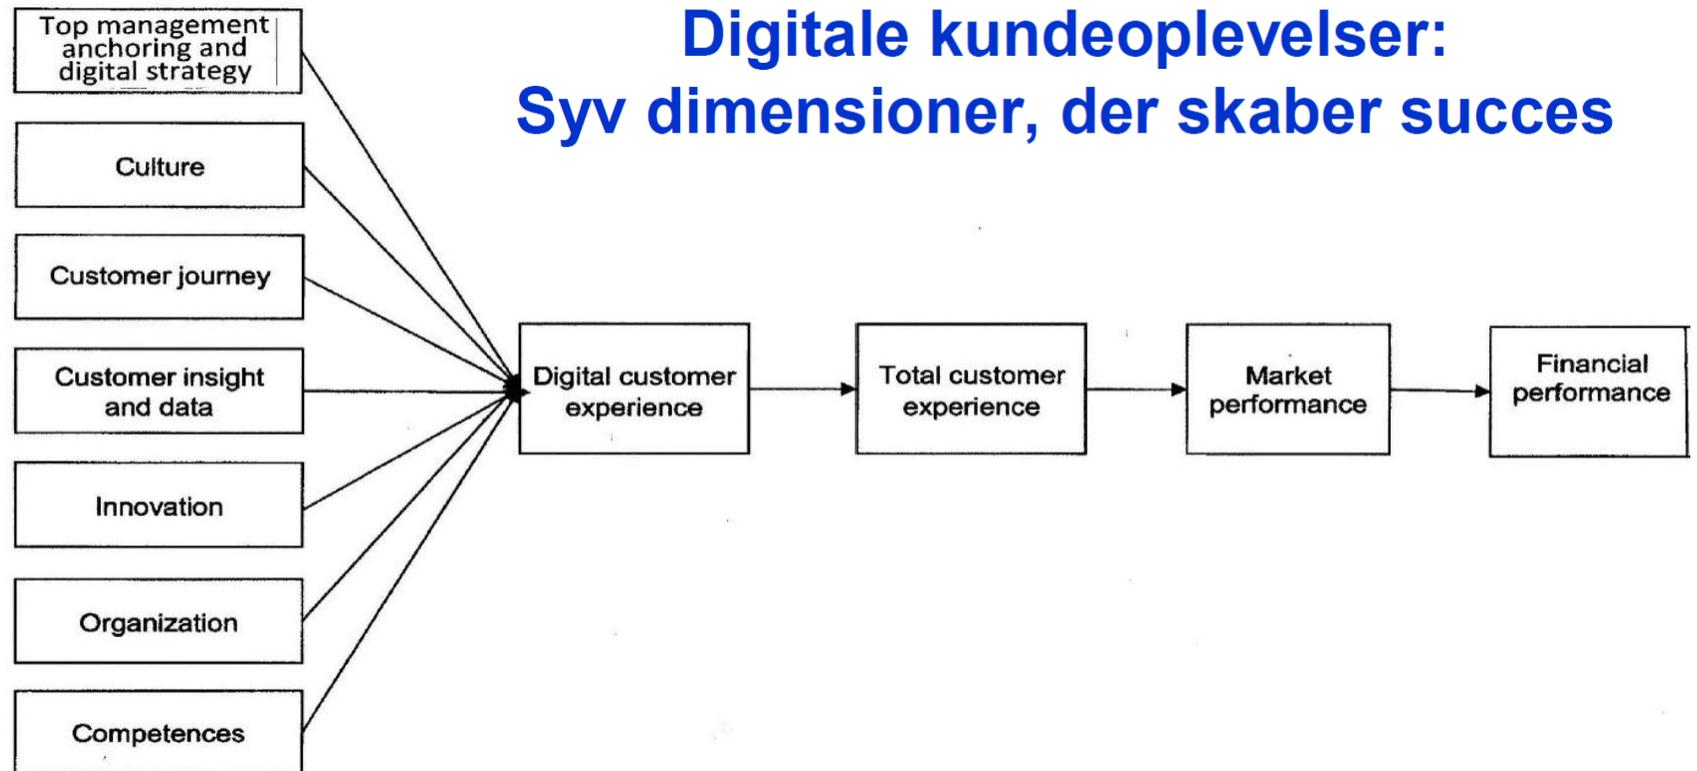 Digitale kundeoplevelser:
Syv dimensioner, der skaber succes
Top management
anchoring and
digital strategy
Culture
Customer journey
Customer insight
and data
Innovation
Organization
Competences
Digital customer
experience
Total customer
experience
Market
performance
Financial
performance